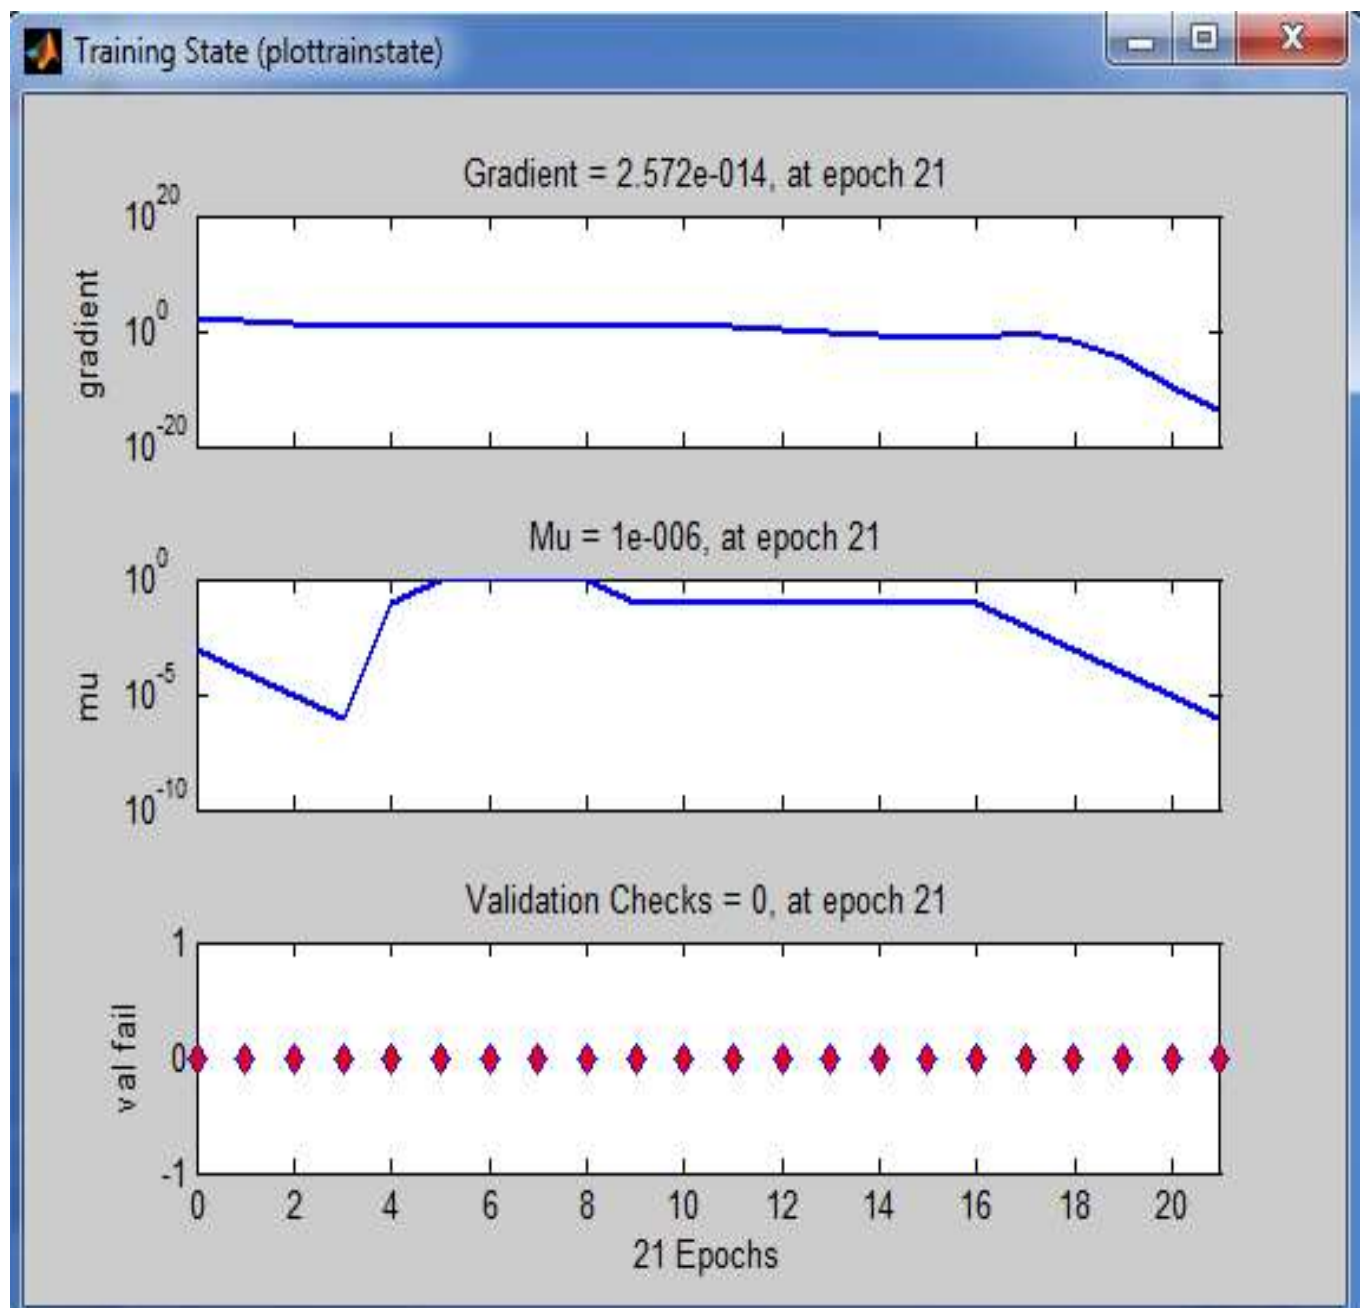 Training State (plottrainstate)
X
Gradient = 2.572e-014, at epoch 21
10^20
10^0
10^-20
gradient
Mu = 1e-006, at epoch 21
10^0
10^-5
10^-10
mu
Validation Checks = 0, at epoch 21
1
0
-1
val fail
0 2 4 6 8 10 12 14 16 18 20
21 Epochs